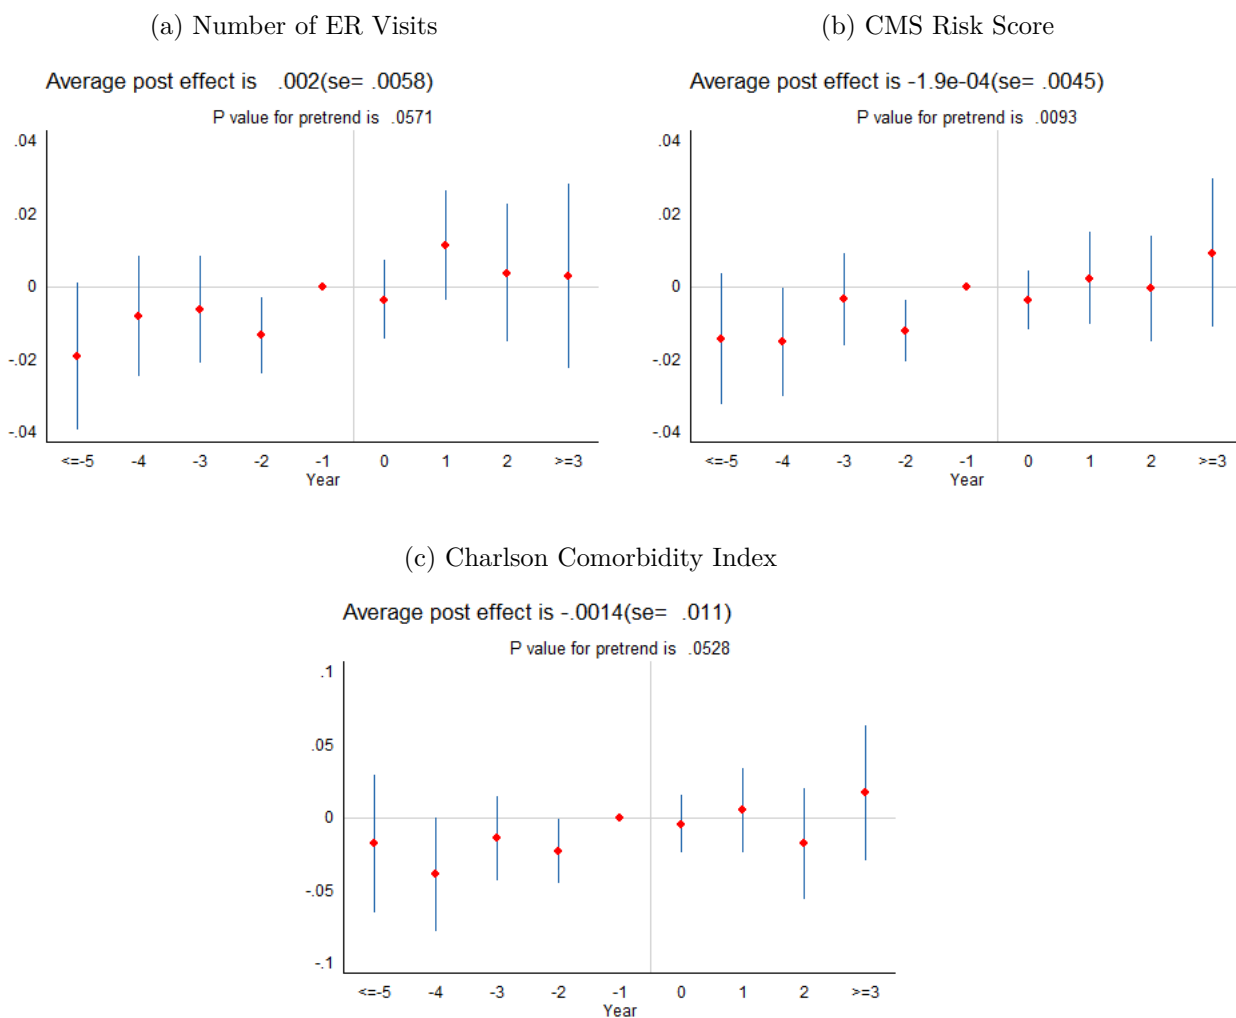 (a) Number of ER Visits
Average post effect is .002(se= .0058)
P value for pretrend is .0571
.04
.02
0
-.02
-.04
<=-5 -4 -3 -2 -1 0 1 2 >=3
Year
(b) CMS Risk Score
Average post effect is -1.9e-04(se= .0045)
P value for pretrend is .0093
.04
.02
0
-.02
-.04
<=-5 -4 -3 -2 -1 0 1 2 >=3
Year
(c) Charlson Comorbidity Index
Average post effect is -.0014(se= .011)
P value for pretrend is .0528
.1
.05
0
-.05
-.1
<=-5 -4 -3 -2 -1 0 1 2 >=3
Year